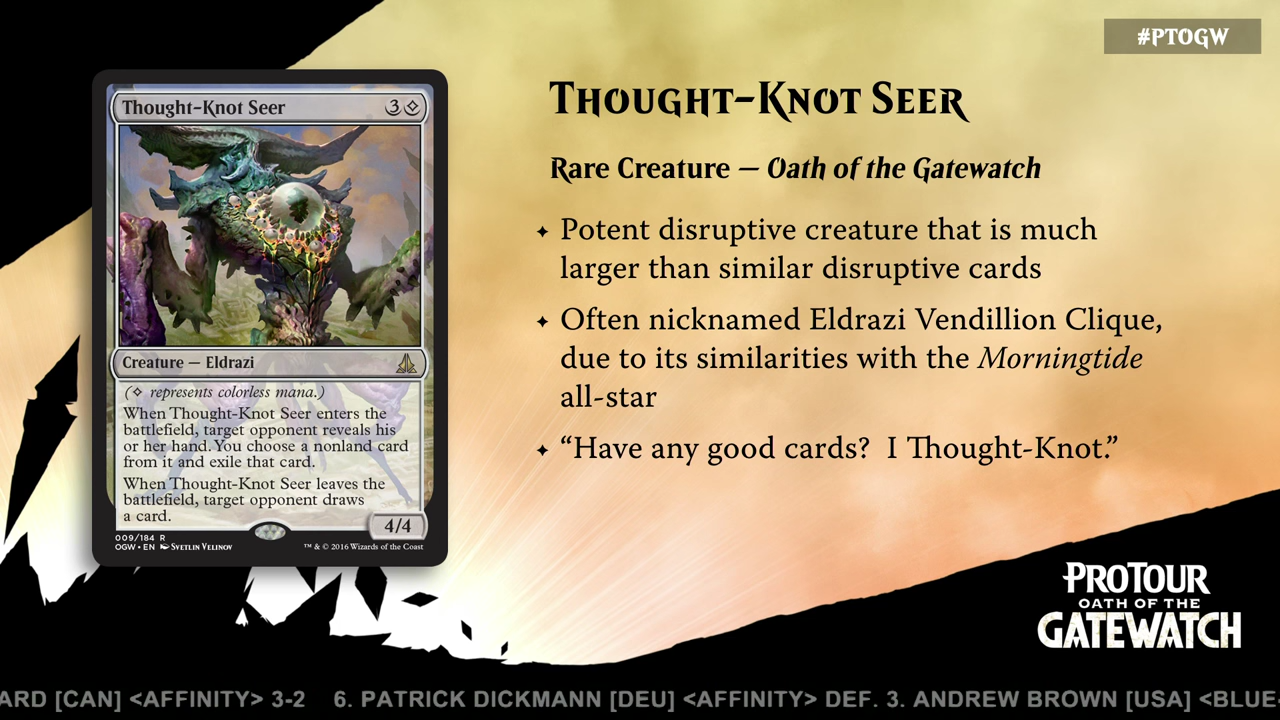 #PTOGW
Thought-Knot Seer 3
Thought-Knot Seer
Rare Creature — Oath of the Gatewatch
Potent disruptive creature that is much
larger than similar disruptive cards
Often nicknamed Eldrazi Vendillion Clique,
due to its similarities with the Morningtide
all-star
“Have any good cards?  I Thought-Knot.”
Creature — Eldrazi
(◇ represents colorless mana.)
When Thought-Knot Seer enters the
battlefield, target opponent reveals his
or her hand. You choose a nonland card
from it and exile that card.
When Thought-Knot Seer leaves the
battlefield, target opponent draws
a card.
4/4
009/184 R
OGW • EN Svetlin Velinov
™ & © 2016 Wizards of the Coast
PRO TOUR
OATH OF THE
GATEWATCH
ARD [CAN] <AFFINITY> 3-2 6. PATRICK DICKMANN [DEU] <AFFINITY> DEF. 3. ANDREW BROWN [USA] <BLUE-